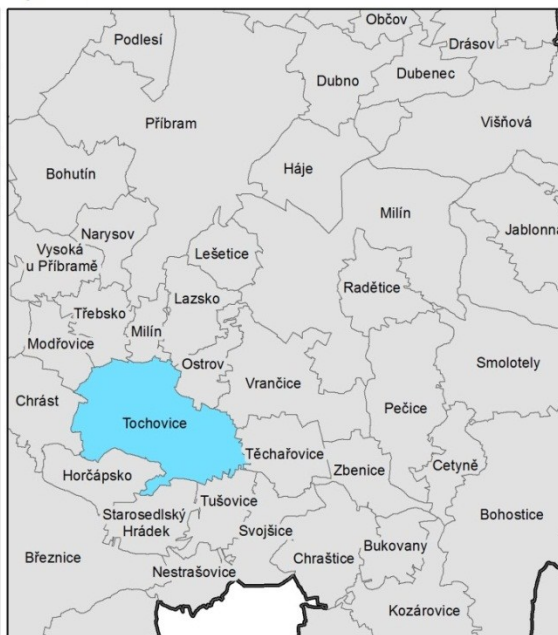 Občov
Podlesí
Drásov
Dubno
Dubenec
Příbram
Višňová
Háje
Bohutín
Milín
Jablonná
Narysov
Vysoká
u Příbramě
Lešetice
Radětice
Lazsko
Třebsko
Milín
Modřovice
Ostrov
Smolotely
Vrančice
Chrást
Pečice
Tochovice
Těchařovice
Zbenice
Cetyně
Horčápsko
Tušovice
Starosedlský
Hrádek
Bohostice
Svojšice
Březnice
Chraštice
Bukovany
Nestrašovice
Kozárovice